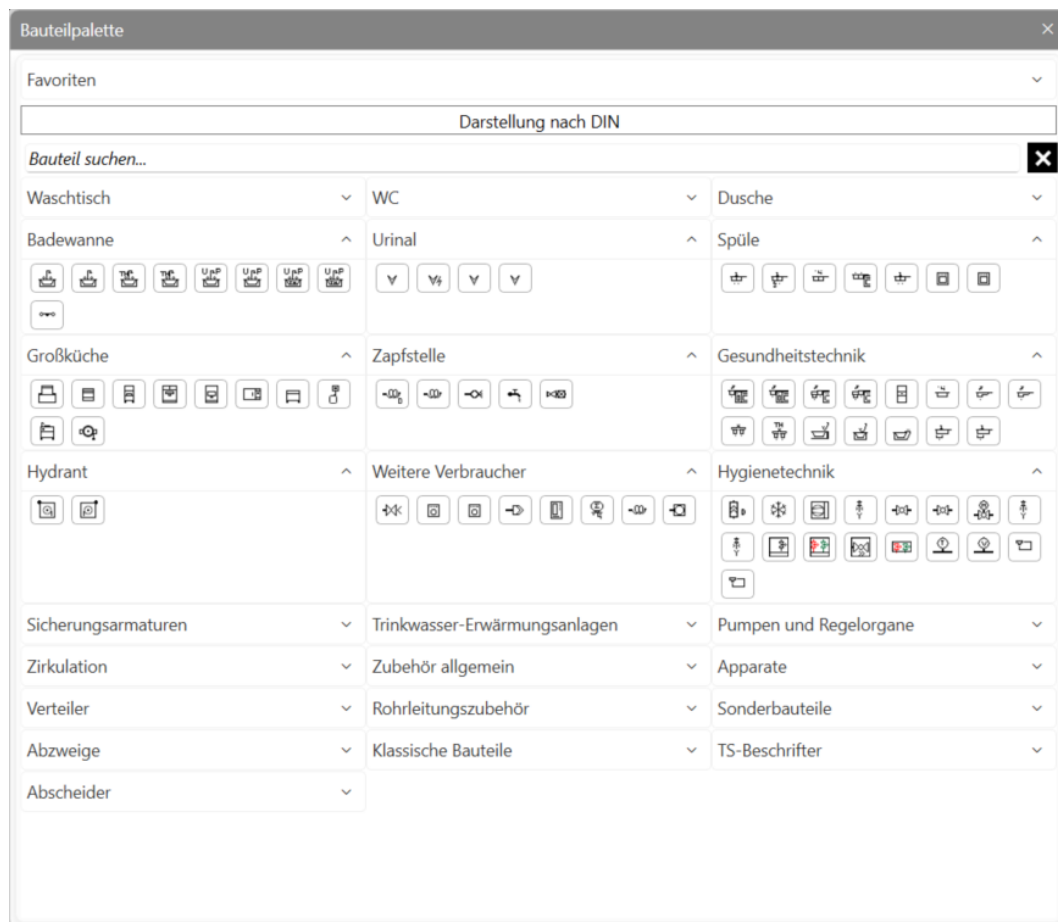 Bauteilpalette
Favoriten
Darstellung nach DIN
Bauteil suchen...
Waschtisch WC Dusche
Badewanne Urinal Spüle
Großküche Zapfstelle Gesundheitstechnik
Hydrant Weitere Verbraucher Hygienetechnik
Sicherungsarmaturen Trinkwasser-Erwärmungsanlagen Pumpen und Regelorgane
Zirkulation Zubehör allgemein Apparate
Verteiler Rohrleitungszubehör Sonderbauteile
Abzweige Klassische Bauteile TS-Beschrifter
Abscheider